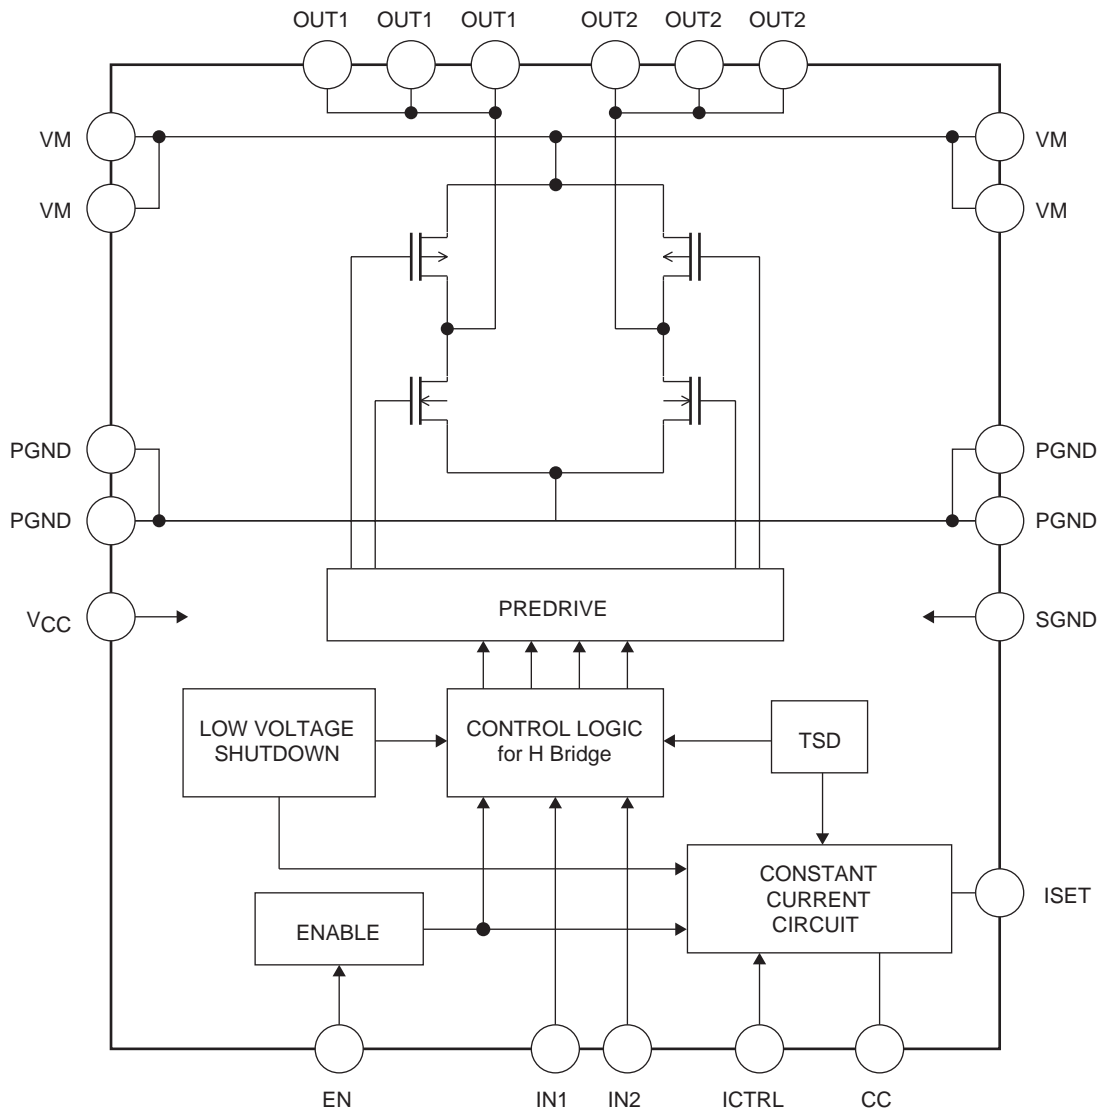 OUT1 OUT1 OUT1 OUT2 OUT2 OUT2
VM VM
VM VM
PGND PGND
PGND PGND
VCC SGND
PREDRIVE
LOW VOLTAGE
SHUTDOWN
CONTROL LOGIC
for H Bridge
TSD
CONSTANT
CURRENT
CIRCUIT
ISET
ENABLE
EN IN1 IN2 ICTRL CC